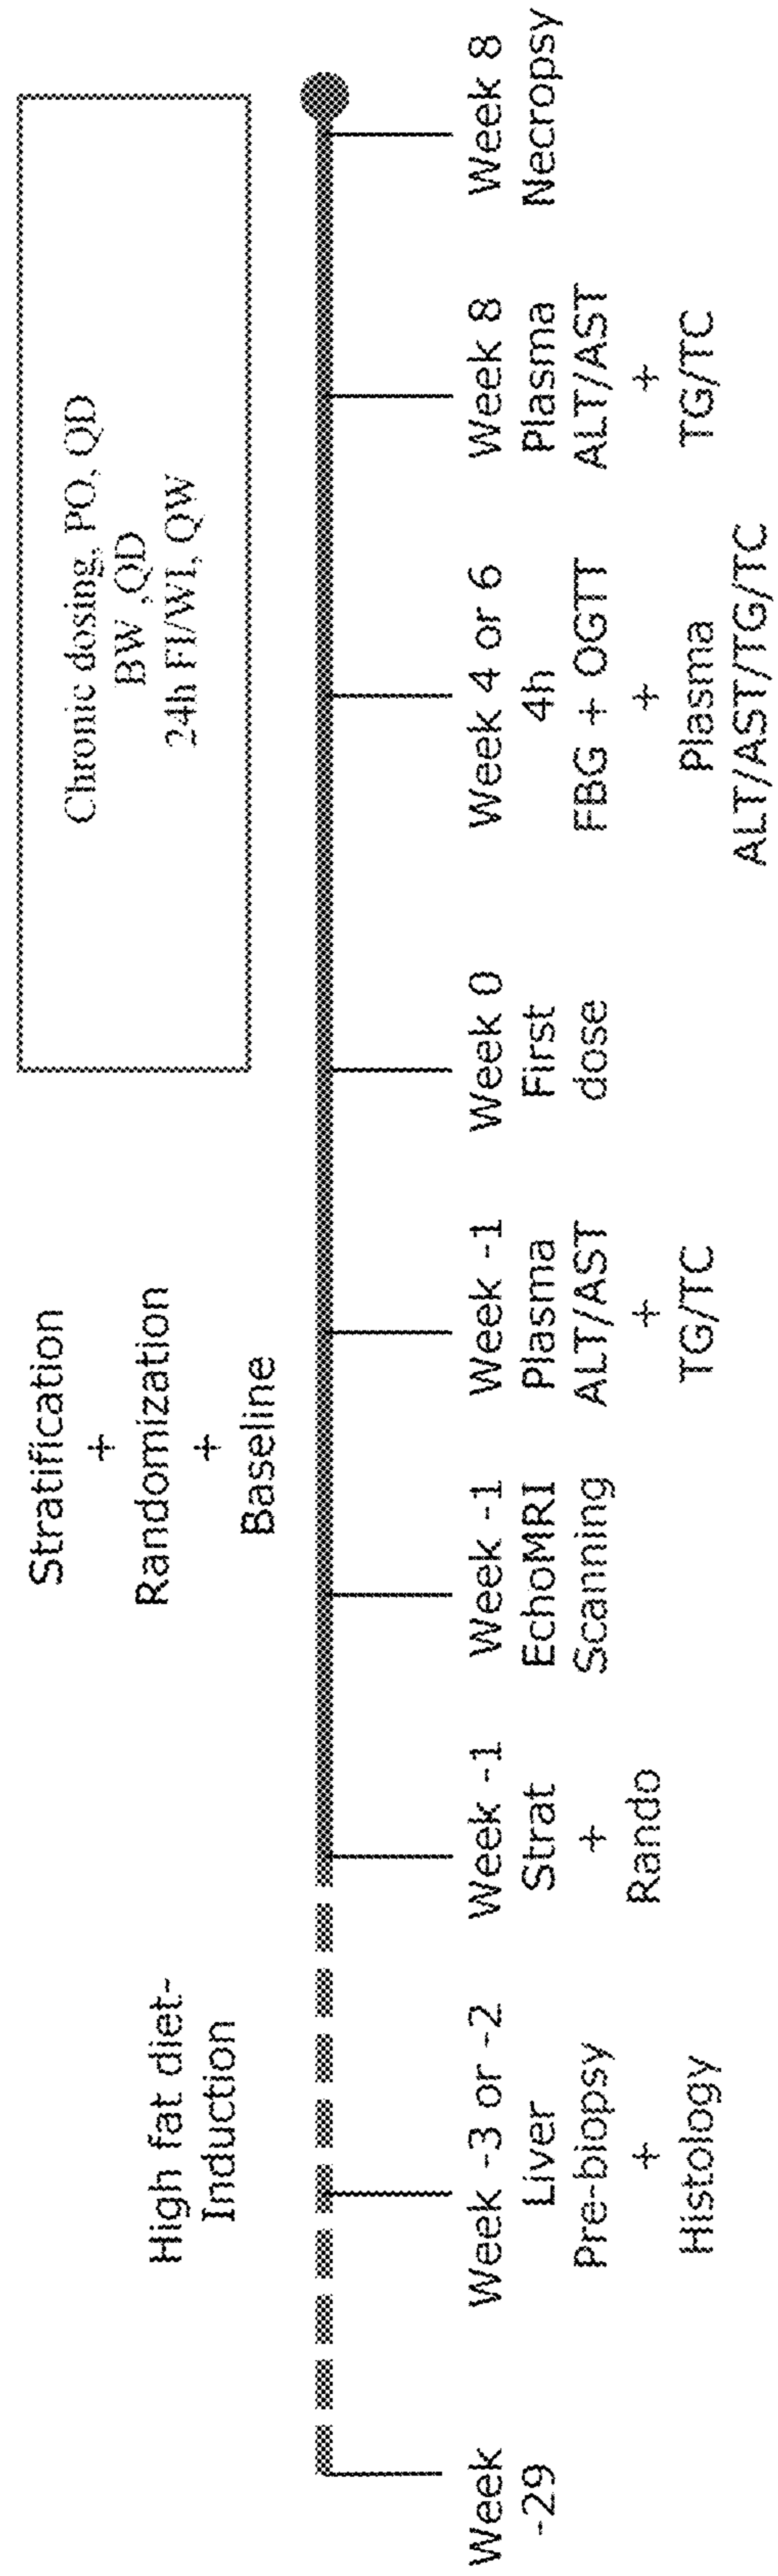 High fat diet-
Induction
Stratification
+
Randomization
+
Baseline
Chronic dosing, PO, QD
BW ,QD
24h FI/WI, QW
Week
-29
Week -3 or -2
Liver
Pre-biopsy
+
Histology
Week -1
Strat
+
Rando
Week -1
EchoMRI
Scanning
Week -1
Plasma
ALT/AST
+
TG/TC
Week 0
First
dose
Week 4 or 6
4h
FBG + OGTT
+
Plasma
ALT/AST/TG/TC
Week 8
Plasma
ALT/AST
+
TG/TC
Week 8
Necropsy